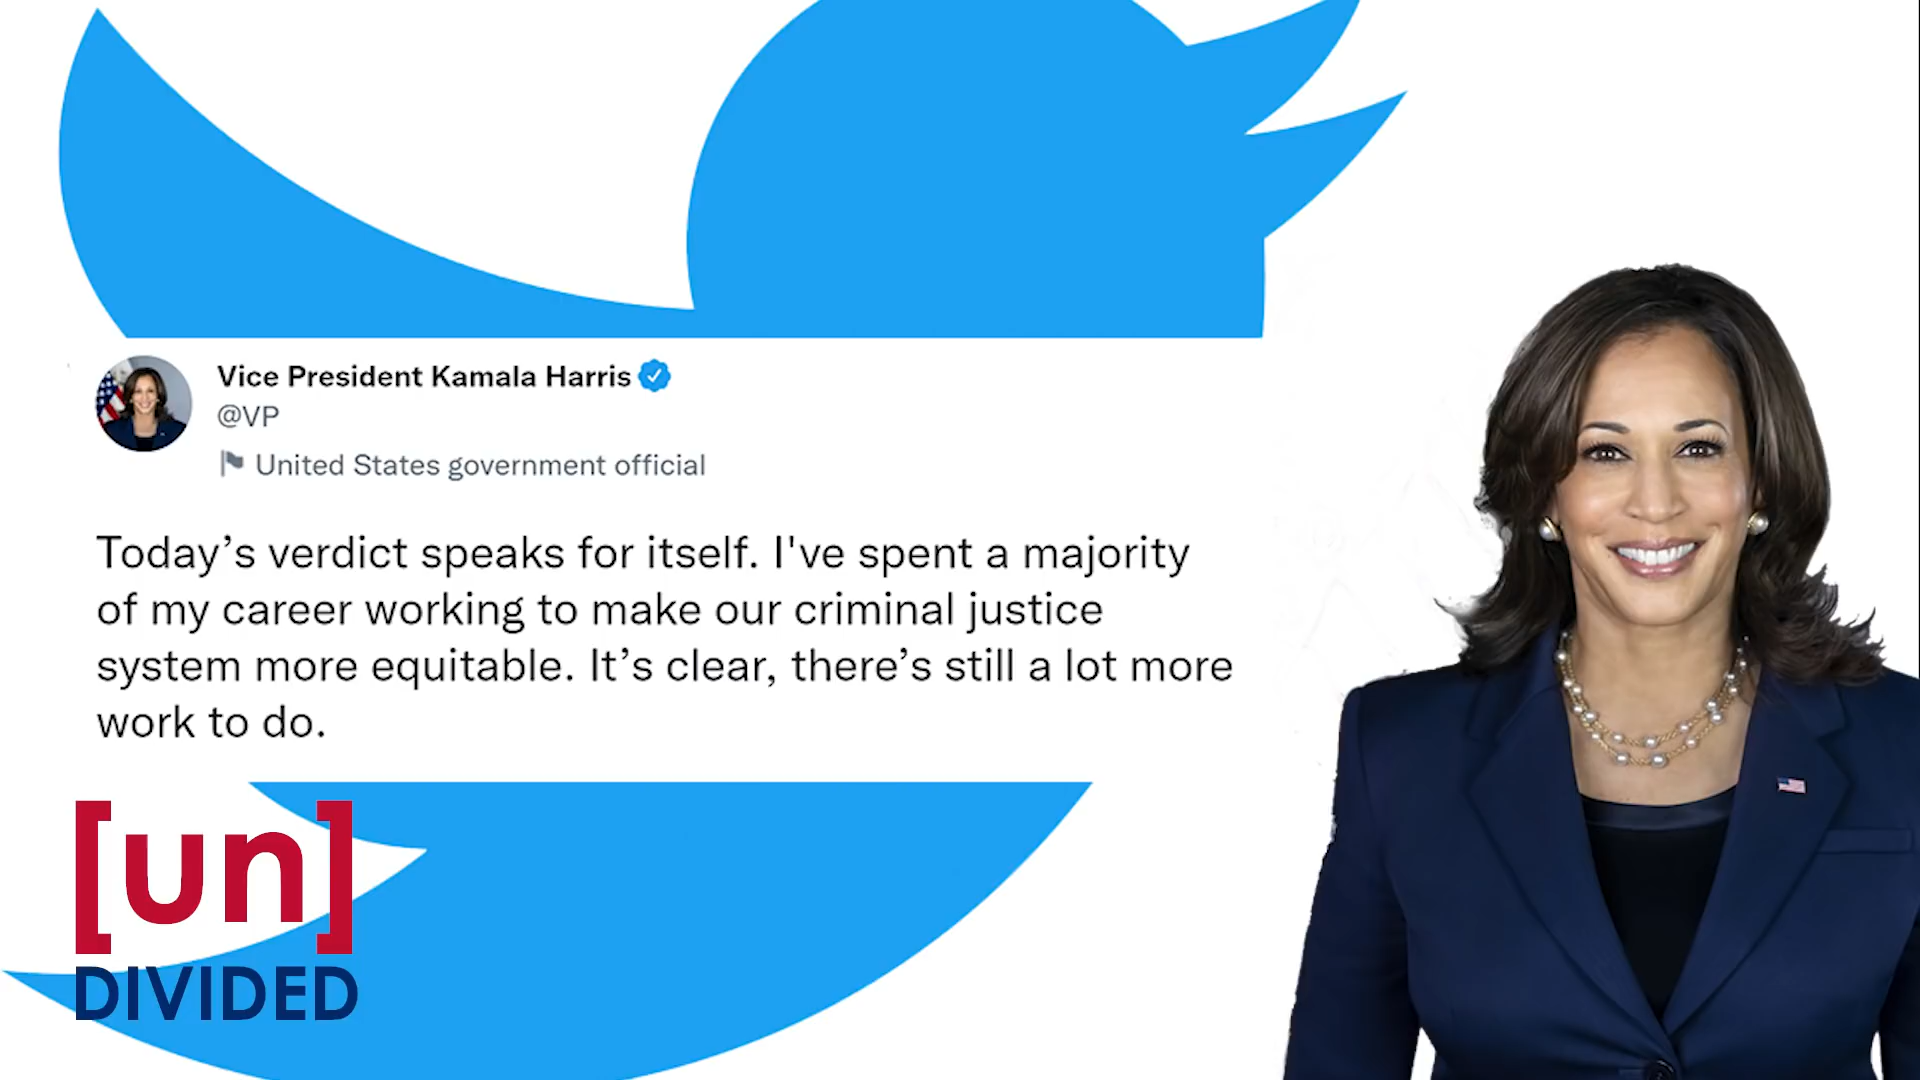 Vice President Kamala Harris
@VP
United States government official
Today’s verdict speaks for itself. I've spent a majority
of my career working to make our criminal justice
system more equitable. It’s clear, there’s still a lot more
work to do.
[un]
DIVIDED